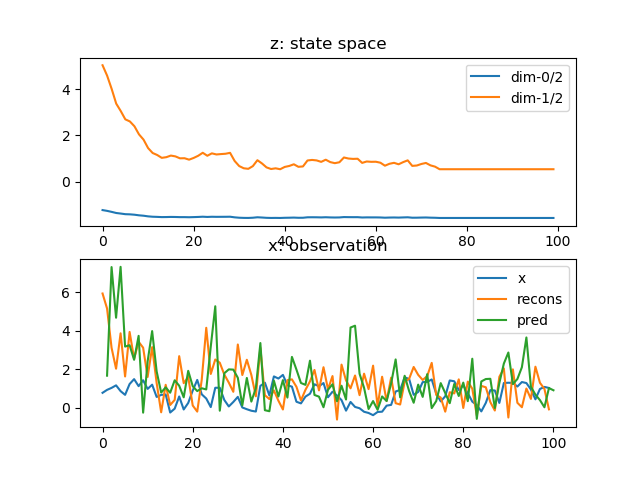 z: state space
dim-0/2
dim-1/2
4
2
0
0 20 40 60 80 100
x: observation
x
recons
pred
6
4
2
0
0 20 40 60 80 100